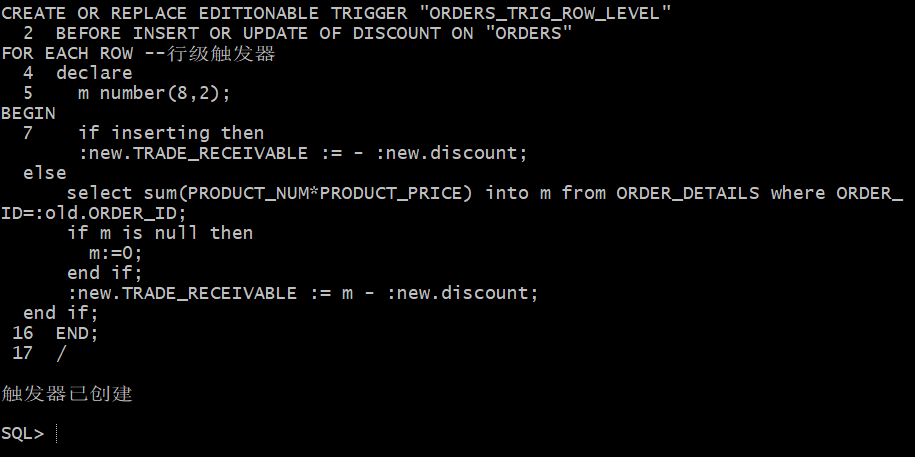 CREATE OR REPLACE EDITIONABLE TRIGGER "ORDERS_TRIG_ROW_LEVEL"
  2  BEFORE INSERT OR UPDATE OF DISCOUNT ON "ORDERS"
FOR EACH ROW --行级触发器
  4  declare
  5    m number(8,2);
BEGIN
  7    if inserting then
       :new.TRADE_RECEIVABLE := - :new.discount;
  else
      select sum(PRODUCT_NUM*PRODUCT_PRICE) into m from ORDER_DETAILS where ORDER_
ID=:old.ORDER_ID;
      if m is null then
        m:=0;
      end if;
      :new.TRADE_RECEIVABLE := m - :new.discount;
  end if;
 16  END;
 17  /
触发器已创建
SQL>